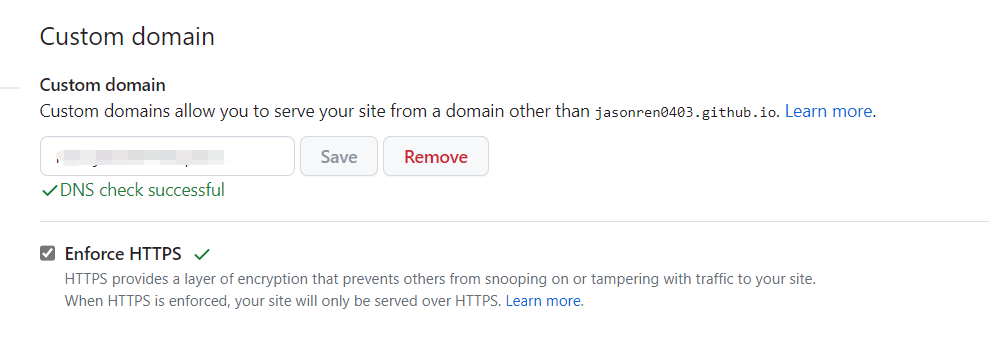 Custom domain
Custom domain
Custom domains allow you to serve your site from a domain other than jasonren0403.github.io. Learn more.
Save Remove
DNS check successful
Enforce HTTPS
HTTPS provides a layer of encryption that prevents others from snooping on or tampering with traffic to your site.
When HTTPS is enforced, your site will only be served over HTTPS. Learn more.